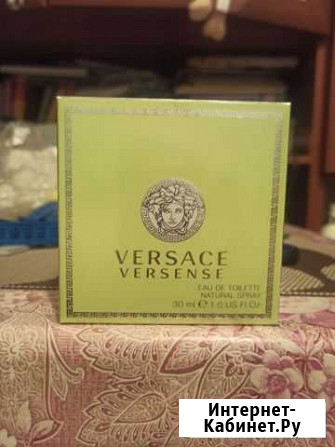 VERSACE
VERSENSE
EAU DE TOILETTE
NATURAL SPRAY
30 ml ℮ 1.0 US Fl.Oz
Интернет-
Кабинет.Ру